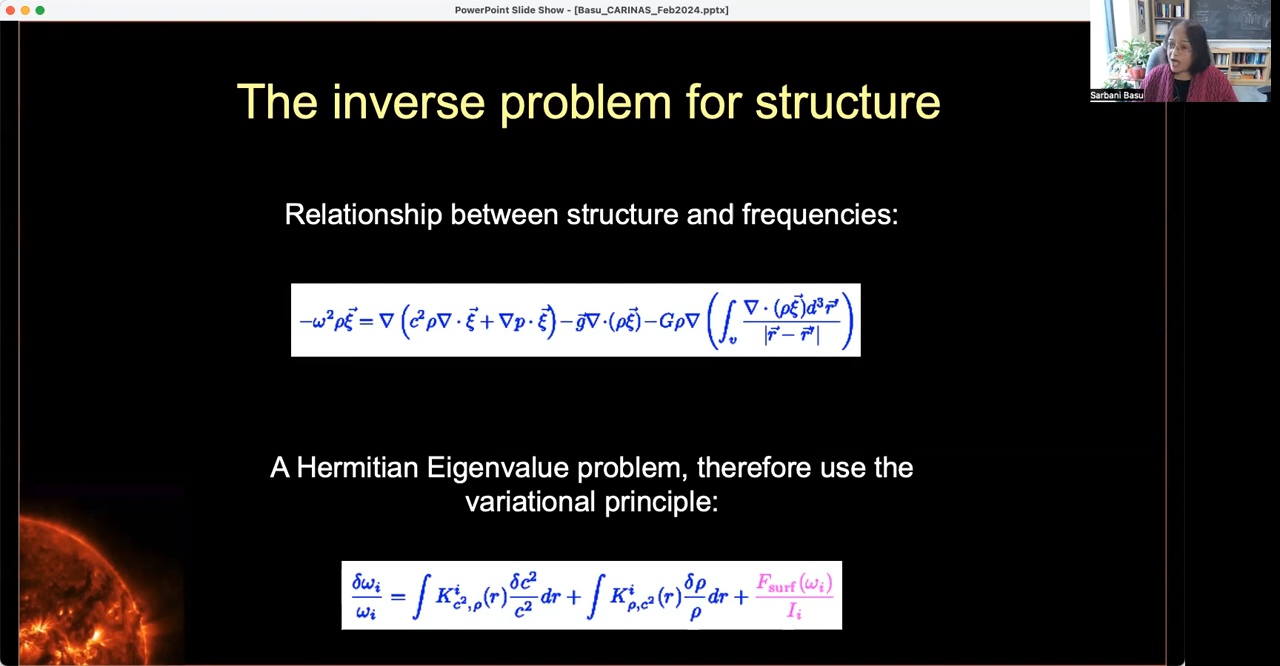 PowerPoint Slide Show - [Basu_CARINAS_Feb2024.pptx]
Sarbani Basu
The inverse problem for structure
Relationship between structure and frequencies:
−ω²ρξ⃗ = ∇ (c²ρ∇ · ξ⃗ + ∇p · ξ⃗) − g⃗∇·(ρξ⃗) − Gρ∇ (∫_v ∇ · (ρξ⃗)d³r⃗′ / |r⃗ − r⃗′|)
A Hermitian Eigenvalue problem, therefore use the
variational principle:
δω_i / ω_i = ∫ K^i_{c²,ρ}(r) δc²/c² dr + ∫ K^i_{ρ,c²}(r) δρ/ρ dr + F_surf(ω_i) / I_i